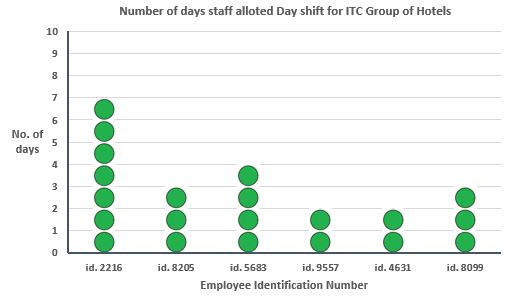 Number of days staff alloted Day shift for ITC Group of Hotels
10
9
8
7
6
5
4
3
2
1
0
No. of
days
id. 2216 id. 8205 id. 5683 id. 9557 id. 4631 id. 8099
Employee Identification Number